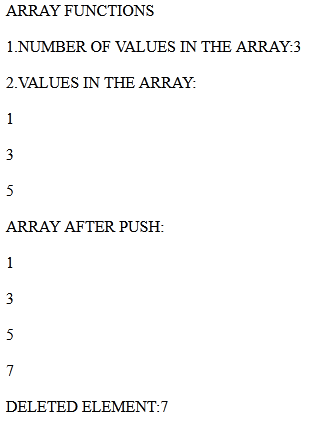 ARRAY FUNCTIONS
1.NUMBER OF VALUES IN THE ARRAY:3
2.VALUES IN THE ARRAY:
1
3
5
ARRAY AFTER PUSH:
1
3
5
7
DELETED ELEMENT:7